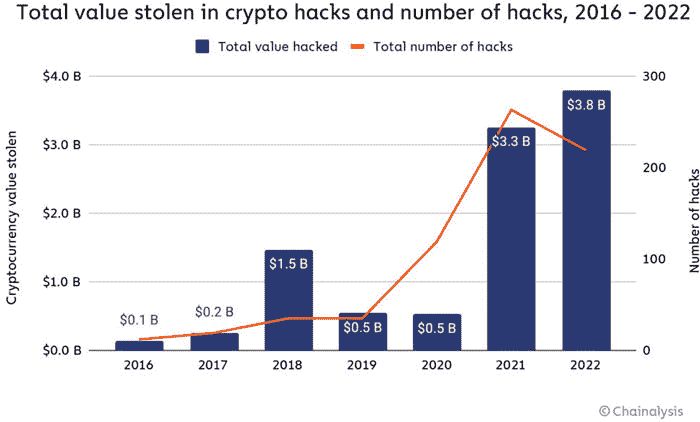 Total value stolen in crypto hacks and number of hacks, 2016 - 2022
Total value hacked Total number of hacks
$4.0 B
$3.0 B
$2.0 B
$1.0 B
$0.0 B
Cryptocurrency value stolen
$0.1 B
$0.2 B
$1.5 B
$0.5 B
$0.5 B
$3.3 B
$3.8 B
300
200
100
0
Number of hacks
2016 2017 2018 2019 2020 2021 2022
© Chainalysis